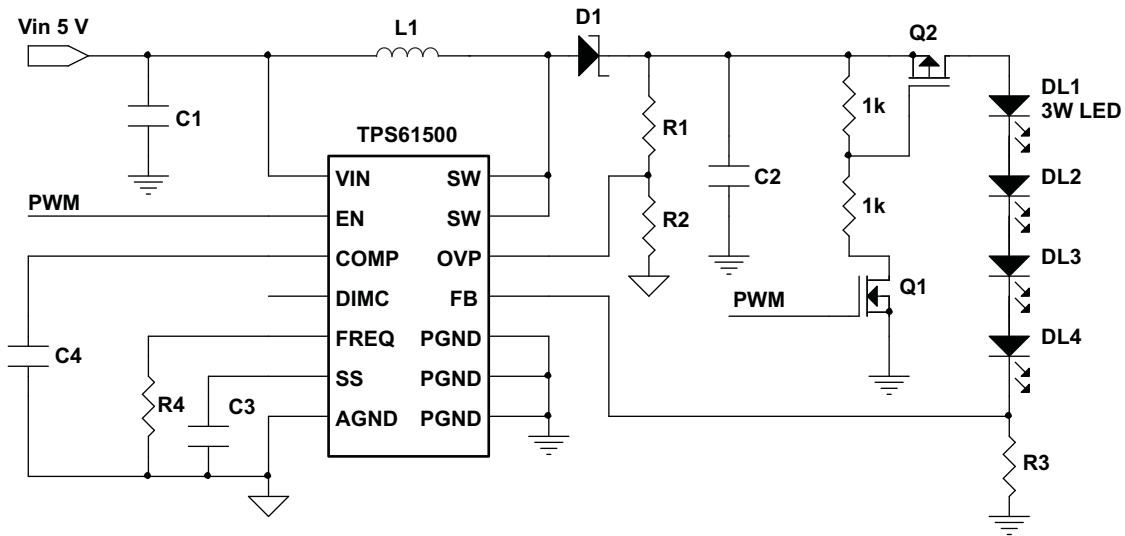 Vin 5 V
L1
D1
Q2
C1
R1
1k
DL1
3W LED
TPS61500
VIN
SW
C2
DL2
PWM
EN
SW
R2
1k
COMP
OVP
DL3
DIMC
FB
PWM
Q1
C4
FREQ
PGND
DL4
R4
C3
SS
PGND
AGND
PGND
R3